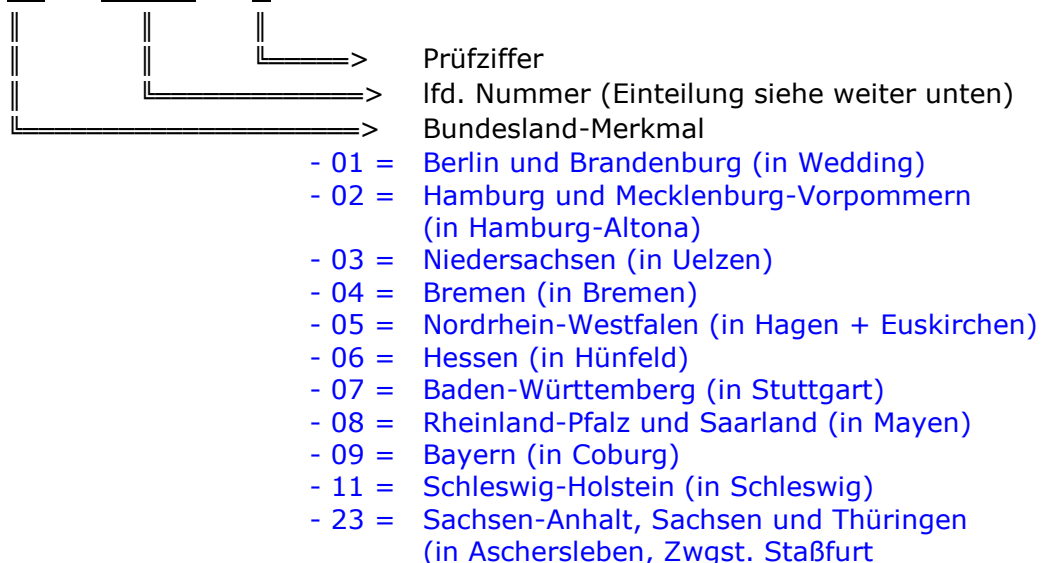 Prüfziffer
lfd. Nummer (Einteilung siehe weiter unten)
Bundesland-Merkmal
- 01 = Berlin und Brandenburg (in Wedding)
- 02 = Hamburg und Mecklenburg-Vorpommern
(in Hamburg-Altona)
- 03 = Niedersachsen (in Uelzen)
- 04 = Bremen (in Bremen)
- 05 = Nordrhein-Westfalen (in Hagen + Euskirchen)
- 06 = Hessen (in Hünfeld)
- 07 = Baden-Württemberg (in Stuttgart)
- 08 = Rheinland-Pfalz und Saarland (in Mayen)
- 09 = Bayern (in Coburg)
- 11 = Schleswig-Holstein (in Schleswig)
- 23 = Sachsen-Anhalt, Sachsen und Thüringen
(in Aschersleben, Zwgst. Staßfurt